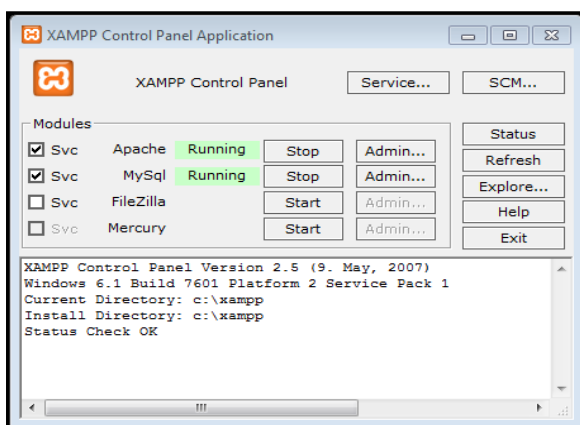 XAMPP Control Panel Application
XAMPP Control Panel Service... SCM...
Modules
Svc Apache Running Stop Admin...
Svc MySql Running Stop Admin...
Svc FileZilla Start Admin...
Svc Mercury Start Admin...
Status
Refresh
Explore...
Help
Exit
XAMPP Control Panel Version 2.5 (9. May, 2007)
Windows 6.1 Build 7601 Platform 2 Service Pack 1
Current Directory: c:\xampp
Install Directory: c:\xampp
Status Check OK